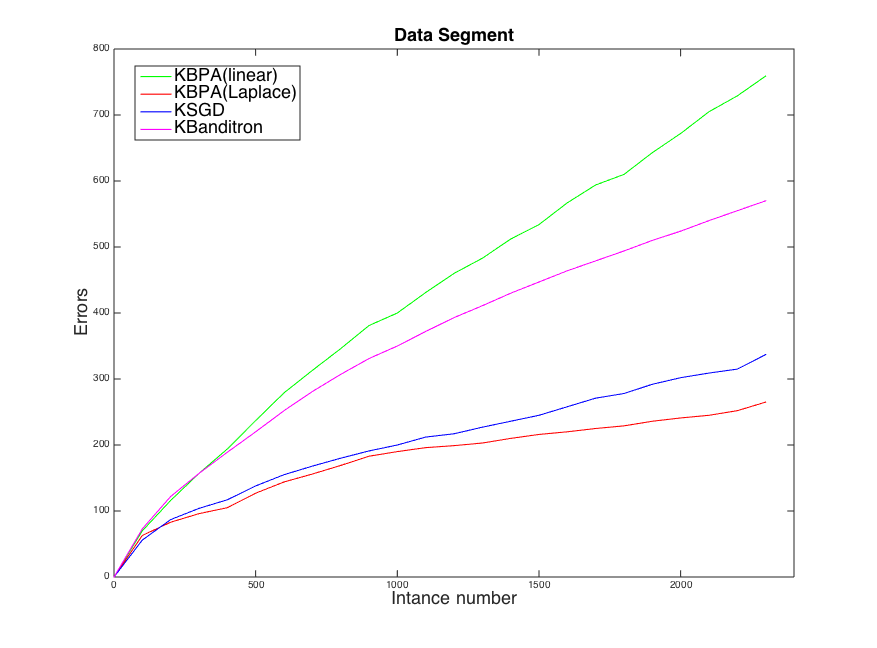 Data Segment
KBPA(linear)
KBPA(Laplace)
KSGD
KBanditron
800
700
600
500
400
300
200
100
0
Errors
0 500 1000 1500 2000
Intance number